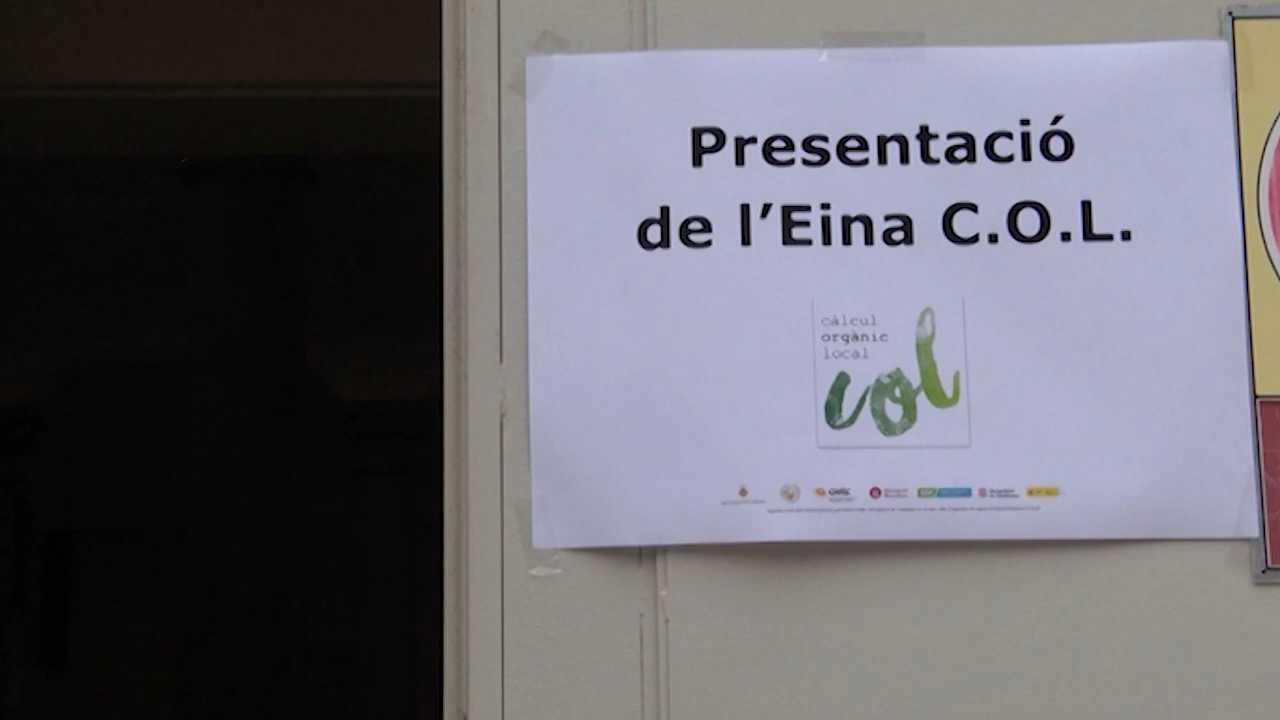 Presentació
de l’Eina C.O.L.
càlcul
orgànic
local
col